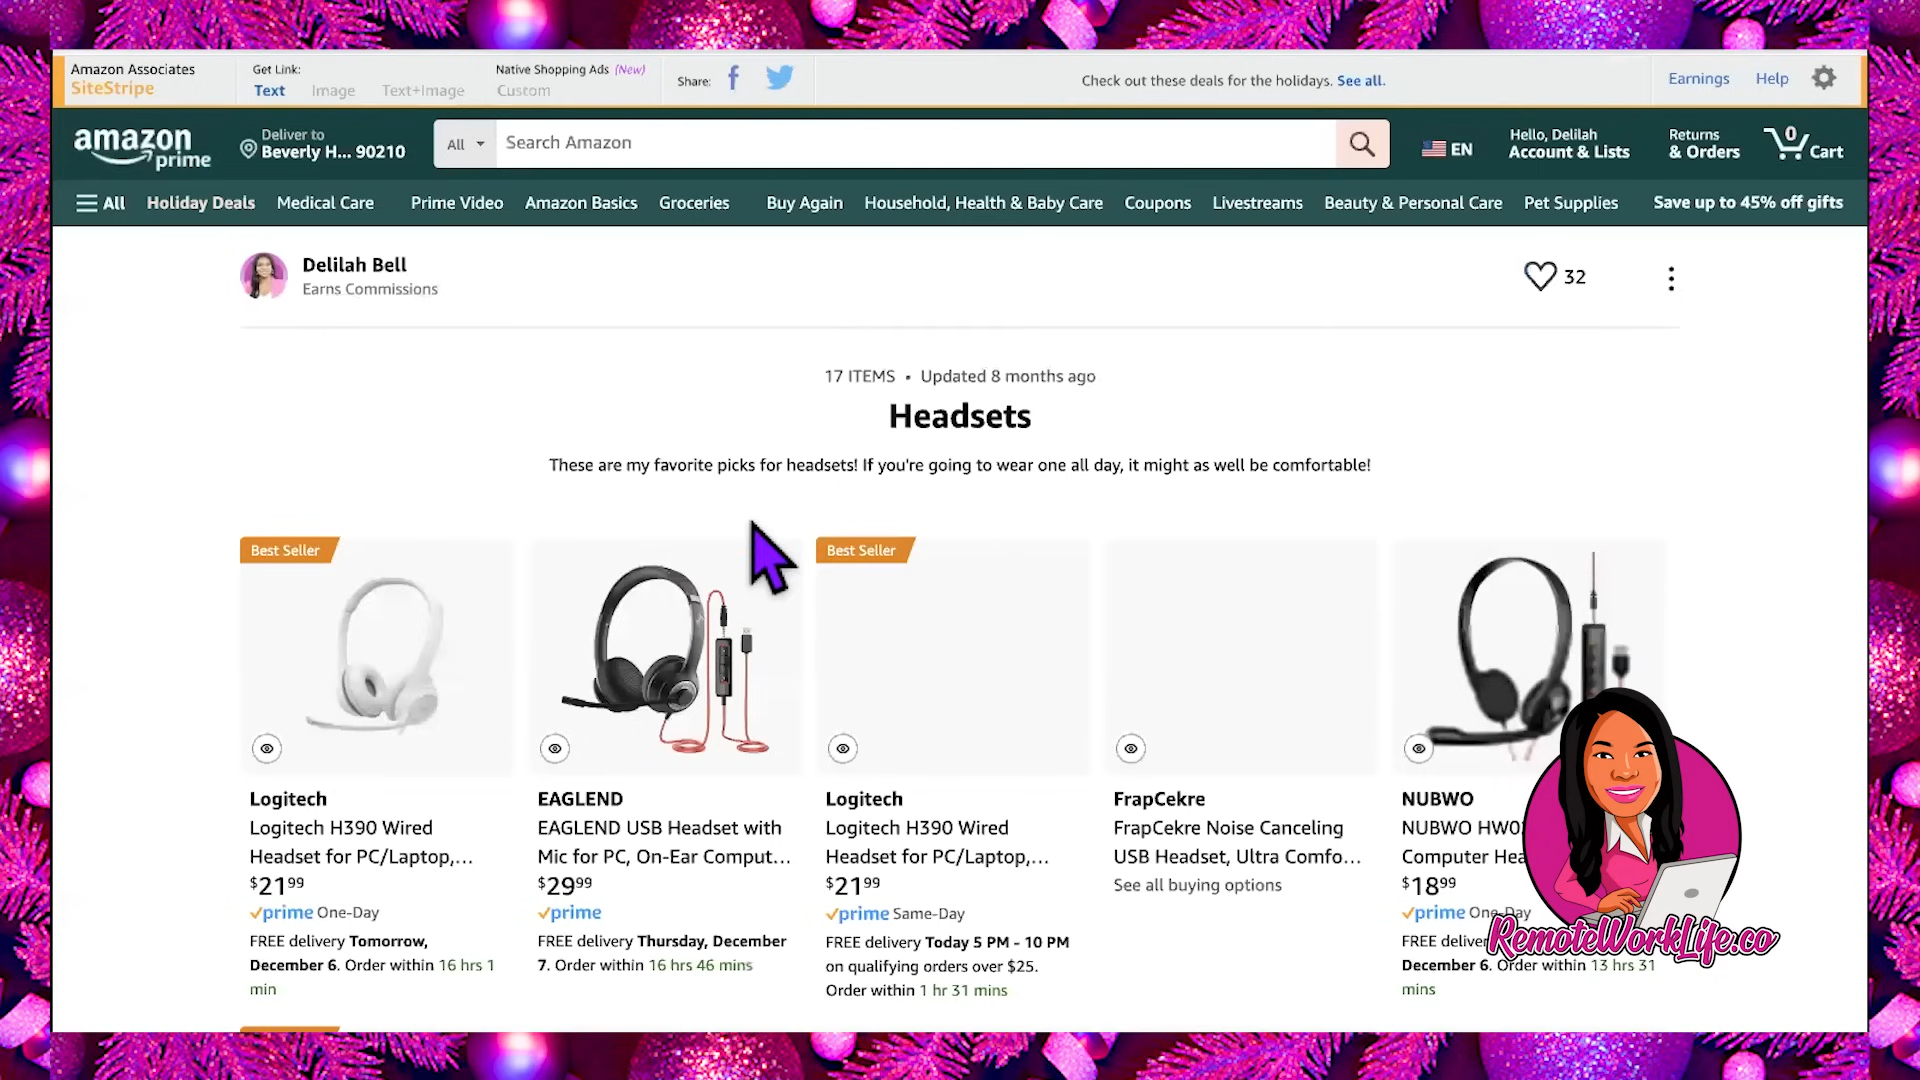 Amazon Associates
SiteStripe
Get Link:
Text Image Text+Image
Native Shopping Ads (New)
Custom
Share:
Check out these deals for the holidays. See all.
Earnings Help
amazon
prime
Deliver to
Beverly H... 90210
All
Search Amazon
EN
Hello, Delilah
Account & Lists
Returns
& Orders
0
Cart
All Holiday Deals Medical Care Prime Video Amazon Basics Groceries Buy Again Household, Health & Baby Care Coupons Livestreams Beauty & Personal Care Pet Supplies Save up to 45% off gifts
Delilah Bell
Earns Commissions
32
17 ITEMS • Updated 8 months ago
Headsets
These are my favorite picks for headsets! If you're going to wear one all day, it might as well be comfortable!
Best Seller
Logitech
Logitech H390 Wired
Headset for PC/Laptop,...
$21.99
prime One-Day
FREE delivery Tomorrow,
December 6. Order within 16 hrs 1
min
EAGLEND
EAGLEND USB Headset with
Mic for PC, On-Ear Comput...
$29.99
prime
FREE delivery Thursday, December
7. Order within 16 hrs 46 mins
Best Seller
Logitech
Logitech H390 Wired
Headset for PC/Laptop,...
$21.99
prime Same-Day
FREE delivery Today 5 PM - 10 PM
on qualifying orders over $25.
Order within 1 hr 31 mins
FrapCekre
FrapCekre Noise Canceling
USB Headset, Ultra Comfo...
See all buying options
NUBWO
NUBWO
Computer
$18.99
prime One-Day
FREE
December 6. Order within 13 hrs 31
mins
RemoteWorkLife.co